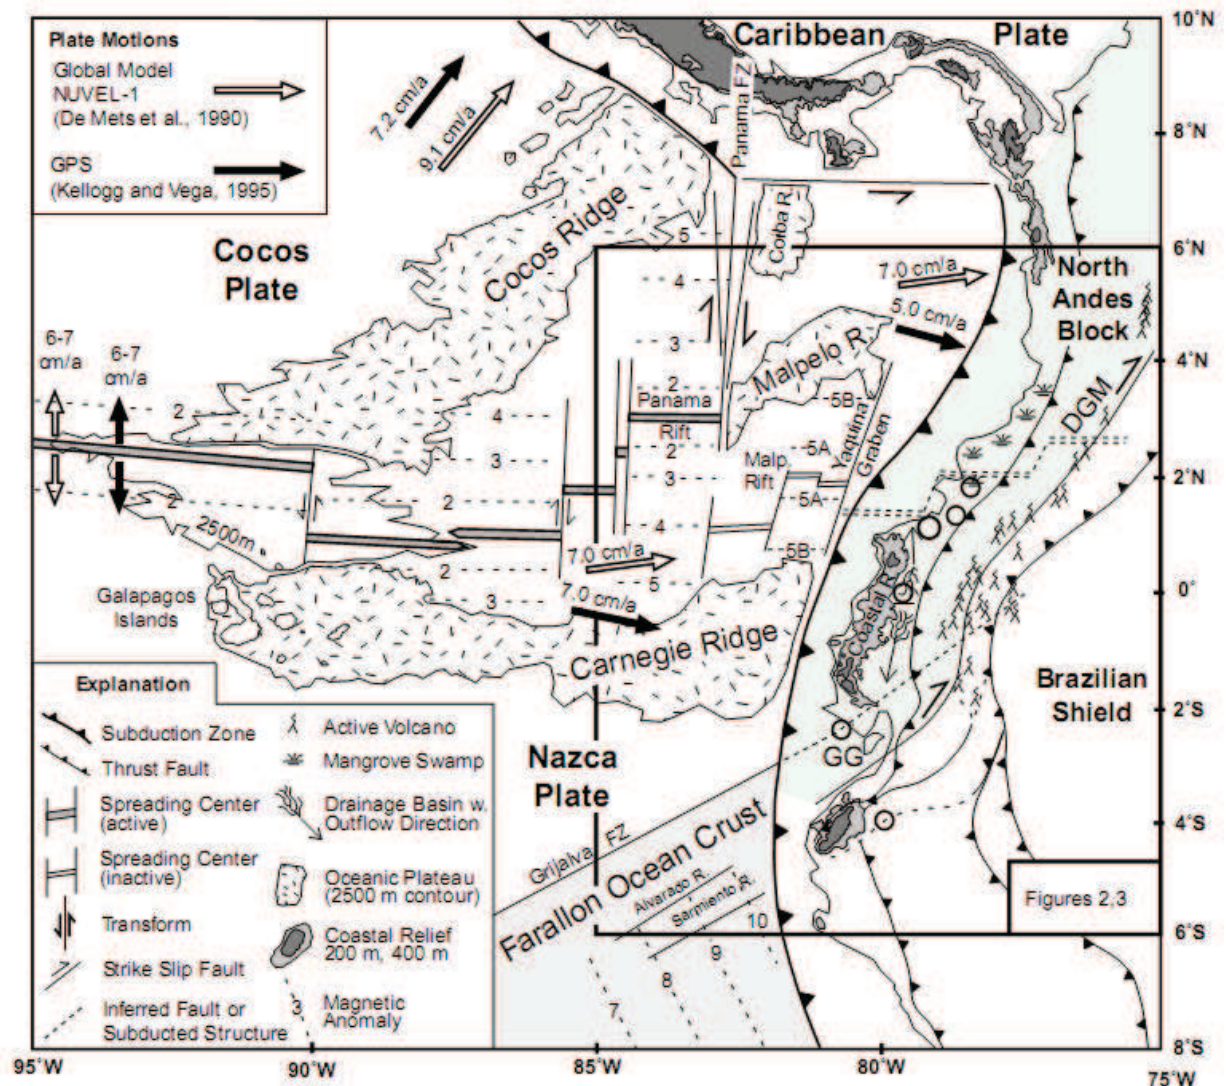 Plate Motions
Global Model
NUVEL-1
(De Mets et al., 1990)
GPS
(Kellogg and Vega, 1995)
7.2 cm/a
9.1 cm/a
Caribbean Plate
Panama FZ
10˚N
8˚N
6˚N
4˚N
2˚N
0˚
2˚S
4˚S
6˚S
8˚S
Cocos
Plate
Cocos Ridge
Coiba R.
5
4
3
2
7.0 cm/a
5.0 cm/a
North
Andes
Block
6-7
cm/a
6-7
cm/a
2
4
3
2
2
Panama
Rift
2
3
4
5
Malpelo R.
5B
5A
Malp.
Rift
5A
5B
Yaquina
Graben
DGM
2500m
7.0 cm/a
7.0 cm/a
2
3
Galapagos
Islands
Carnegie Ridge
Coastal R.
Brazilian
Shield
GG
Nazca
Plate
Grijalva FZ
Farallon Ocean Crust
Alvarado R.
Sarmiento R.
10
9
8
7
Figures 2,3
Explanation
Subduction Zone
Thrust Fault
Spreading Center
(active)
Spreading Center
(inactive)
Transform
Strike Slip Fault
Inferred Fault or
Subducted Structure
Active Volcano
Mangrove Swamp
Drainage Basin w.
Outflow Direction
Oceanic Plateau
(2500 m contour)
Coastal Relief
200 m, 400 m
3 Magnetic
Anomaly
95˚W
90˚W
85˚W
80˚W
75˚W